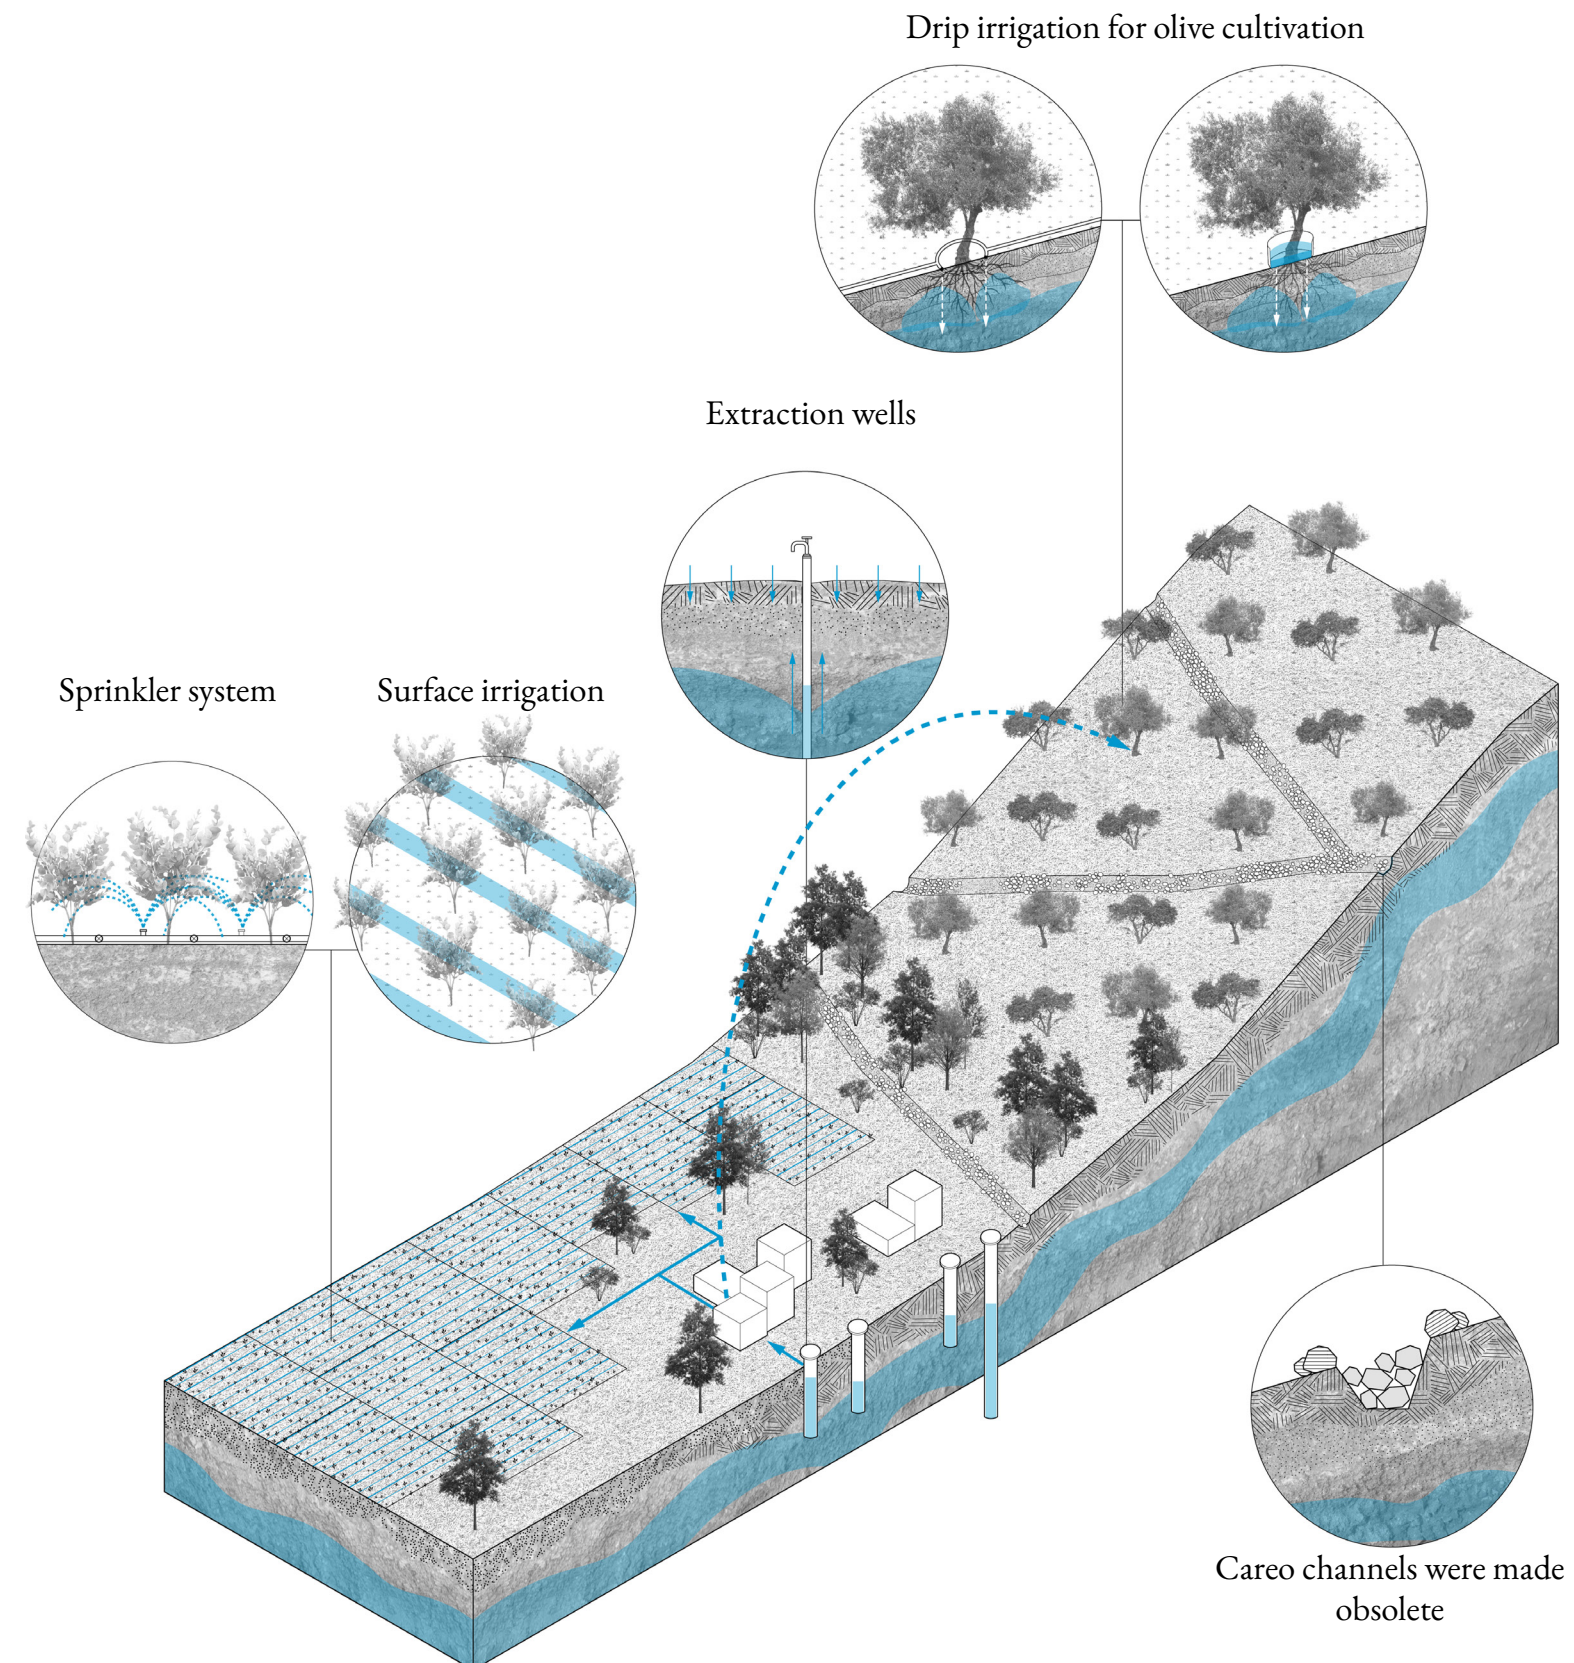 Drip irrigation for olive cultivation
Extraction wells
Sprinkler system
Surface irrigation
Careo channels were made
obsolete